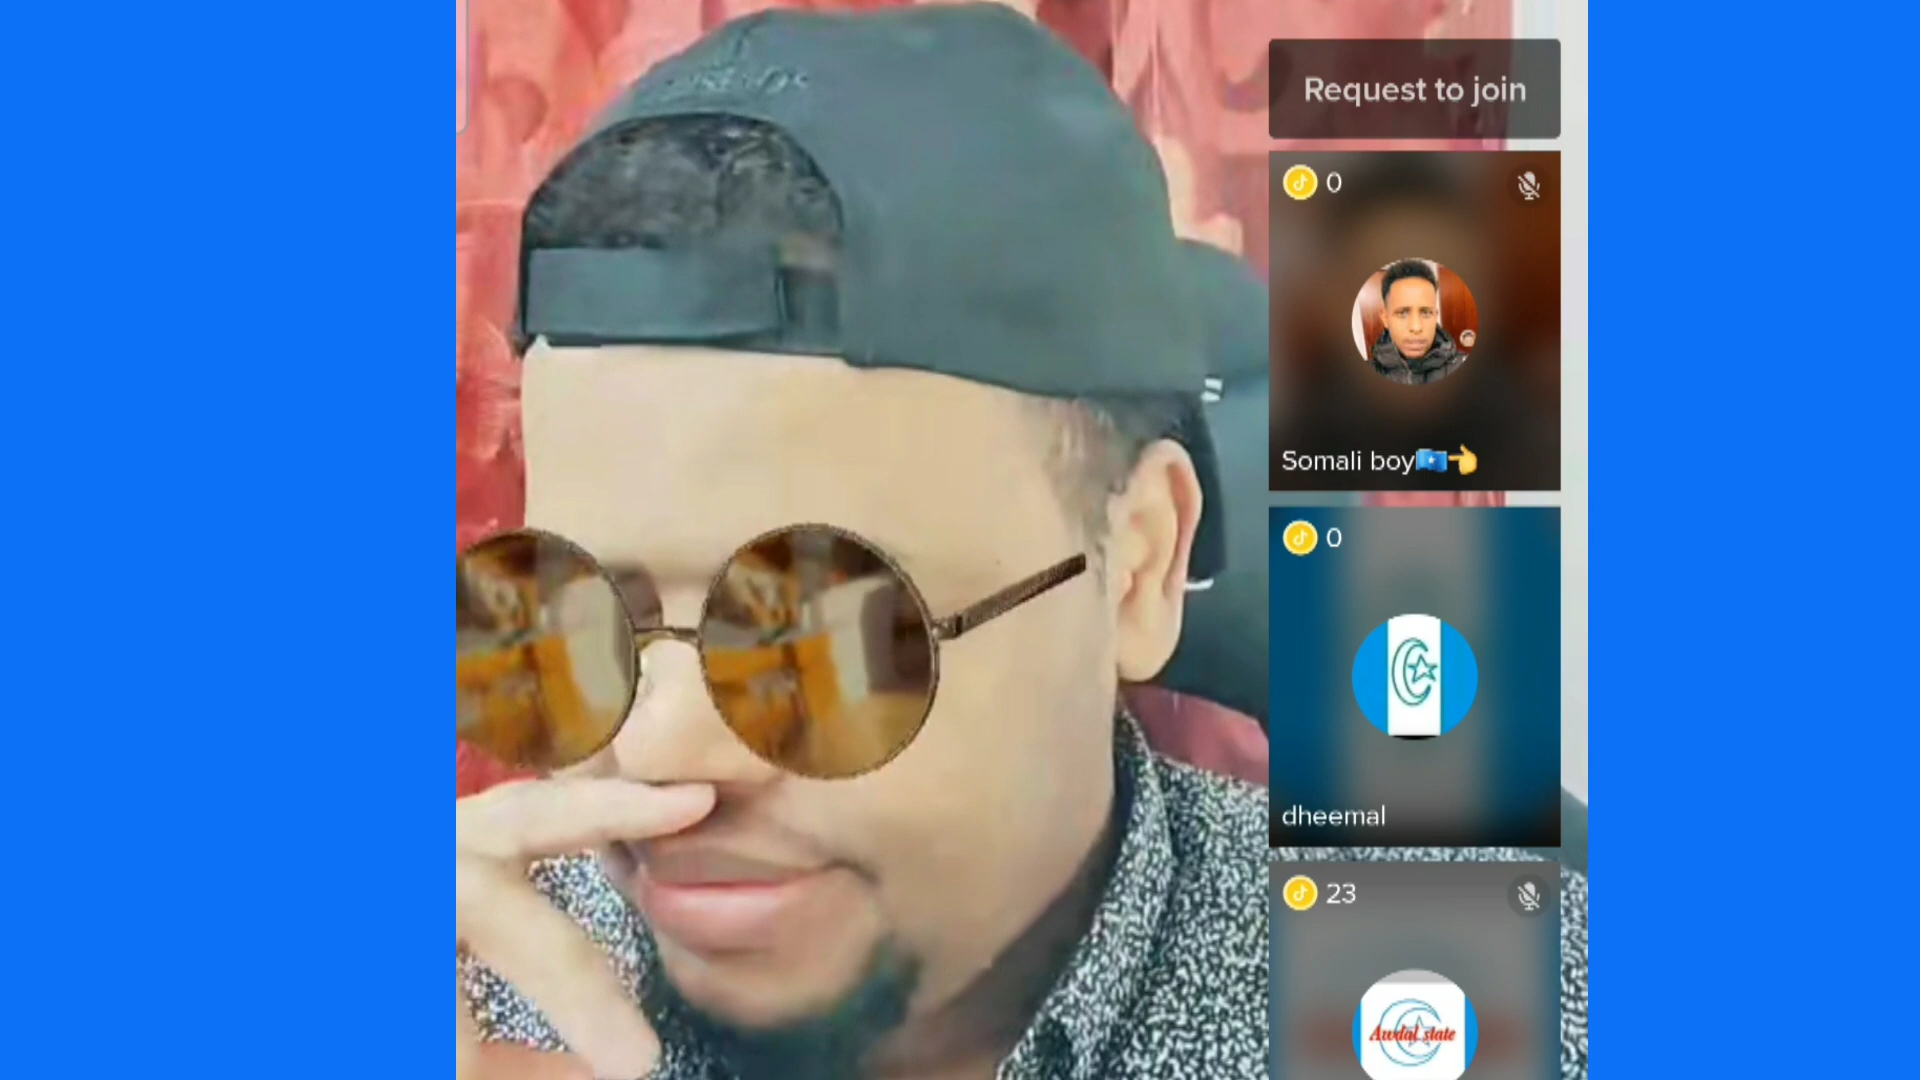 Request to join
0
Somali boy🇸🇴👈
0
dheemal
23
Awdal state